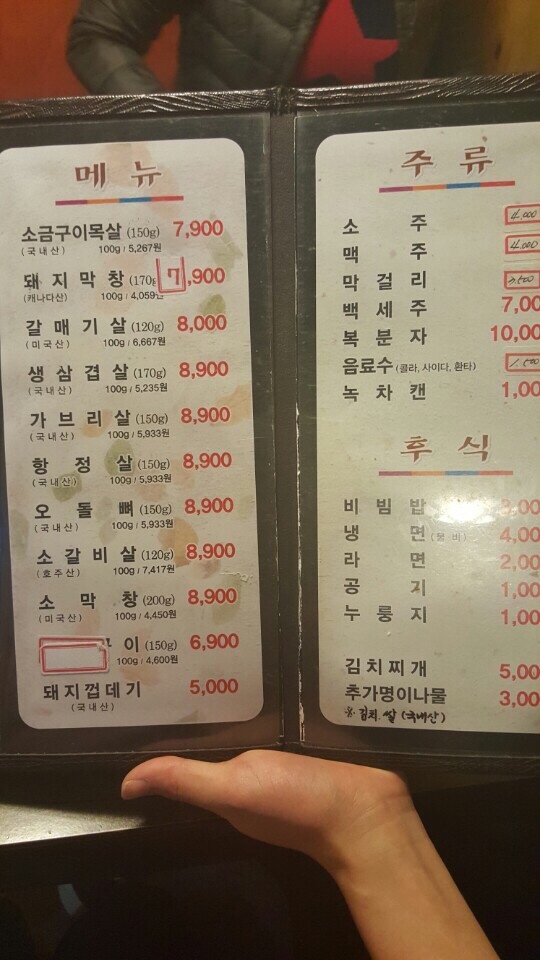 메 뉴
소금구이목살 (150g) 7,900
(국내산) 100g / 5,267원
돼지막창 (170g 7,900
(캐나다산) 100g / 4,059원
갈매기살 (120g) 8,000
(미국산) 100g / 6,667원
생삼겹살 (170g) 8,900
(국내산) 100g / 5,235원
가브리살 (150g) 8,900
(국내산) 100g / 5,933원
항정살 (150g) 8,900
(국내산) 100g / 5,933원
오돌뼈 (150g) 8,900
(국내산) 100g / 5,933원
소갈비살 (120g) 8,900
(호주산) 100g / 7,417원
소막창 (200g) 8,900
(미국산) 100g / 4,450원
이 (150g) 6,900
100g / 4,600원
돼지껍데기 5,000
(국내산)
주 류
소주 4,000
맥주 4,000
막걸리
백세주 7,00
복분자 10,00
음료수 (콜라, 사이다, 환타)
녹차캔 1,00
후 식
비빔밥
냉면 (물 비) 4,00
라면 2,00
공기 1,00
누룽지 1,00
김치찌개 5,00
추가명이나물 3,00
※ 김치. 쌀 (국내산)